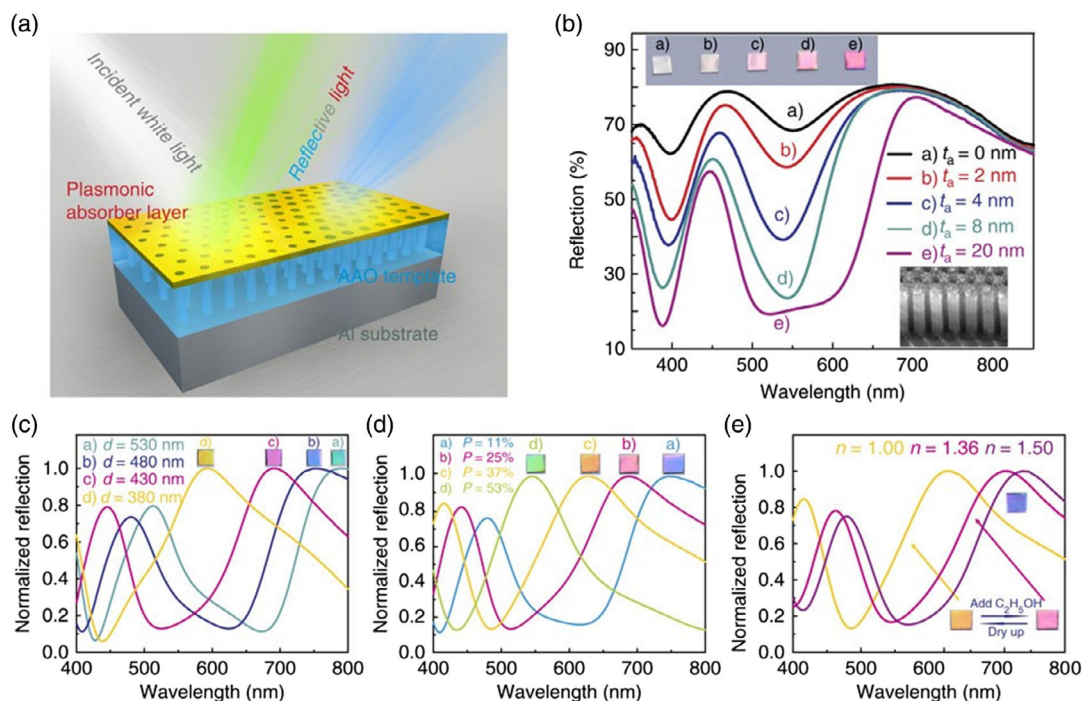 (a)
Incident white light
Reflective light
Plasmonic
absorber layer
AAO template
Al substrate
(b)
a) b) c) d) e)
Reflection (%)
90
70
50
30
10
a)
b)
c)
d)
e)
a) tₐ = 0 nm
b) tₐ = 2 nm
c) tₐ = 4 nm
d) tₐ = 8 nm
e) tₐ = 20 nm
400 500 600 700 800
Wavelength (nm)
(c)
a) d = 530 nm
b) d = 480 nm
c) d = 430 nm
d) d = 380 nm
d) c) b) a)
Normalized reflection
1.0
0.8
0.6
0.4
0.2
0.0
400 500 600 700 800
Wavelength (nm)
(d)
a) P = 11%
b) P = 25%
c) P = 37%
d) P = 53%
d) c) b) a)
Normalized reflection
1.0
0.8
0.6
0.4
0.2
0.0
400 500 600 700 800
Wavelength (nm)
(e)
n = 1.00 n = 1.36 n = 1.50
Normalized reflection
1.0
0.8
0.6
0.4
0.2
0.0
Add C₂H₅OH
Dry up
400 500 600 700 800
Wavelength (nm)